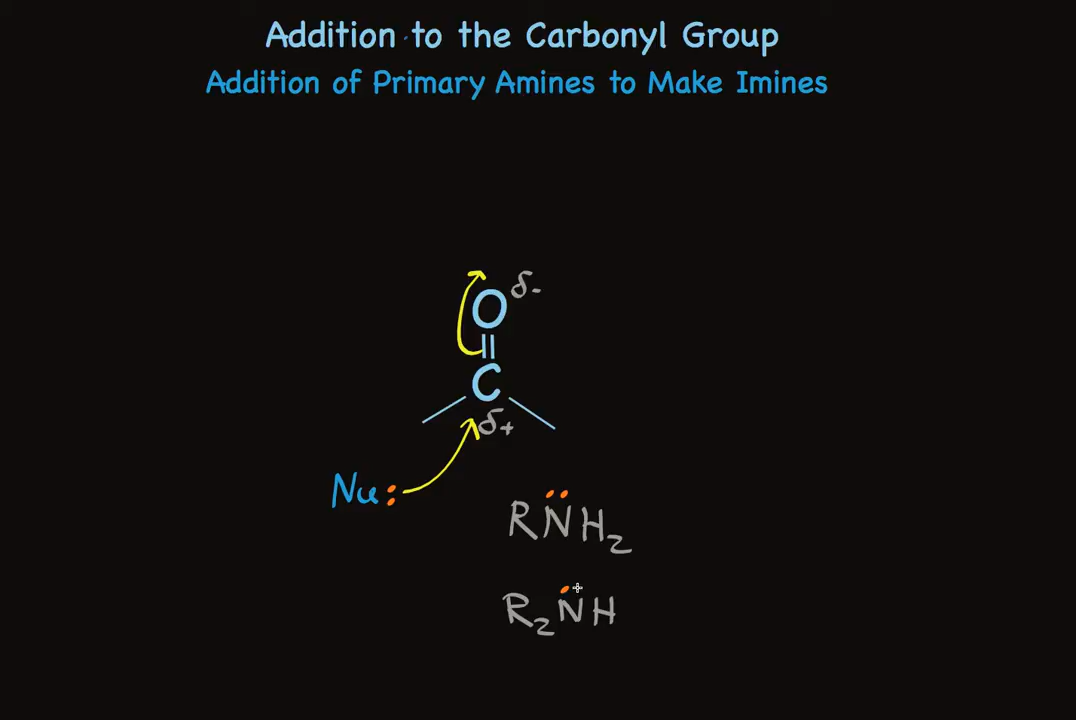 Addition to the Carbonyl Group
Addition of Primary Amines to Make Imines
O δ-
C
δ+
Nu:
RNH₂
R₂NH